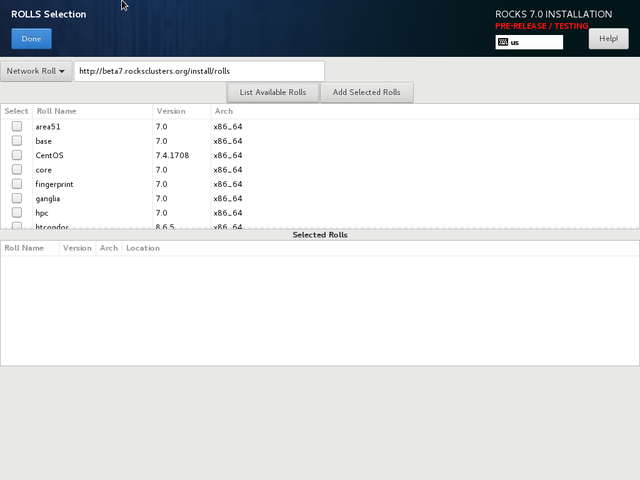 ROLLS Selection
ROCKS 7.0 INSTALLATION
PRE-RELEASE / TESTING
Done
us
Help!
Network Roll
http://beta7.rocksclusters.org/install/rolls
List Available Rolls
Add Selected Rolls
Select Roll Name Version Arch
area51 7.0 x86_64
base 7.0 x86_64
CentOS 7.4.1708 x86_64
core 7.0 x86_64
fingerprint 7.0 x86_64
ganglia 7.0 x86_64
hpc 7.0 x86_64
htcondor 8.6.5 x86_64
Selected Rolls
Roll Name Version Arch Location